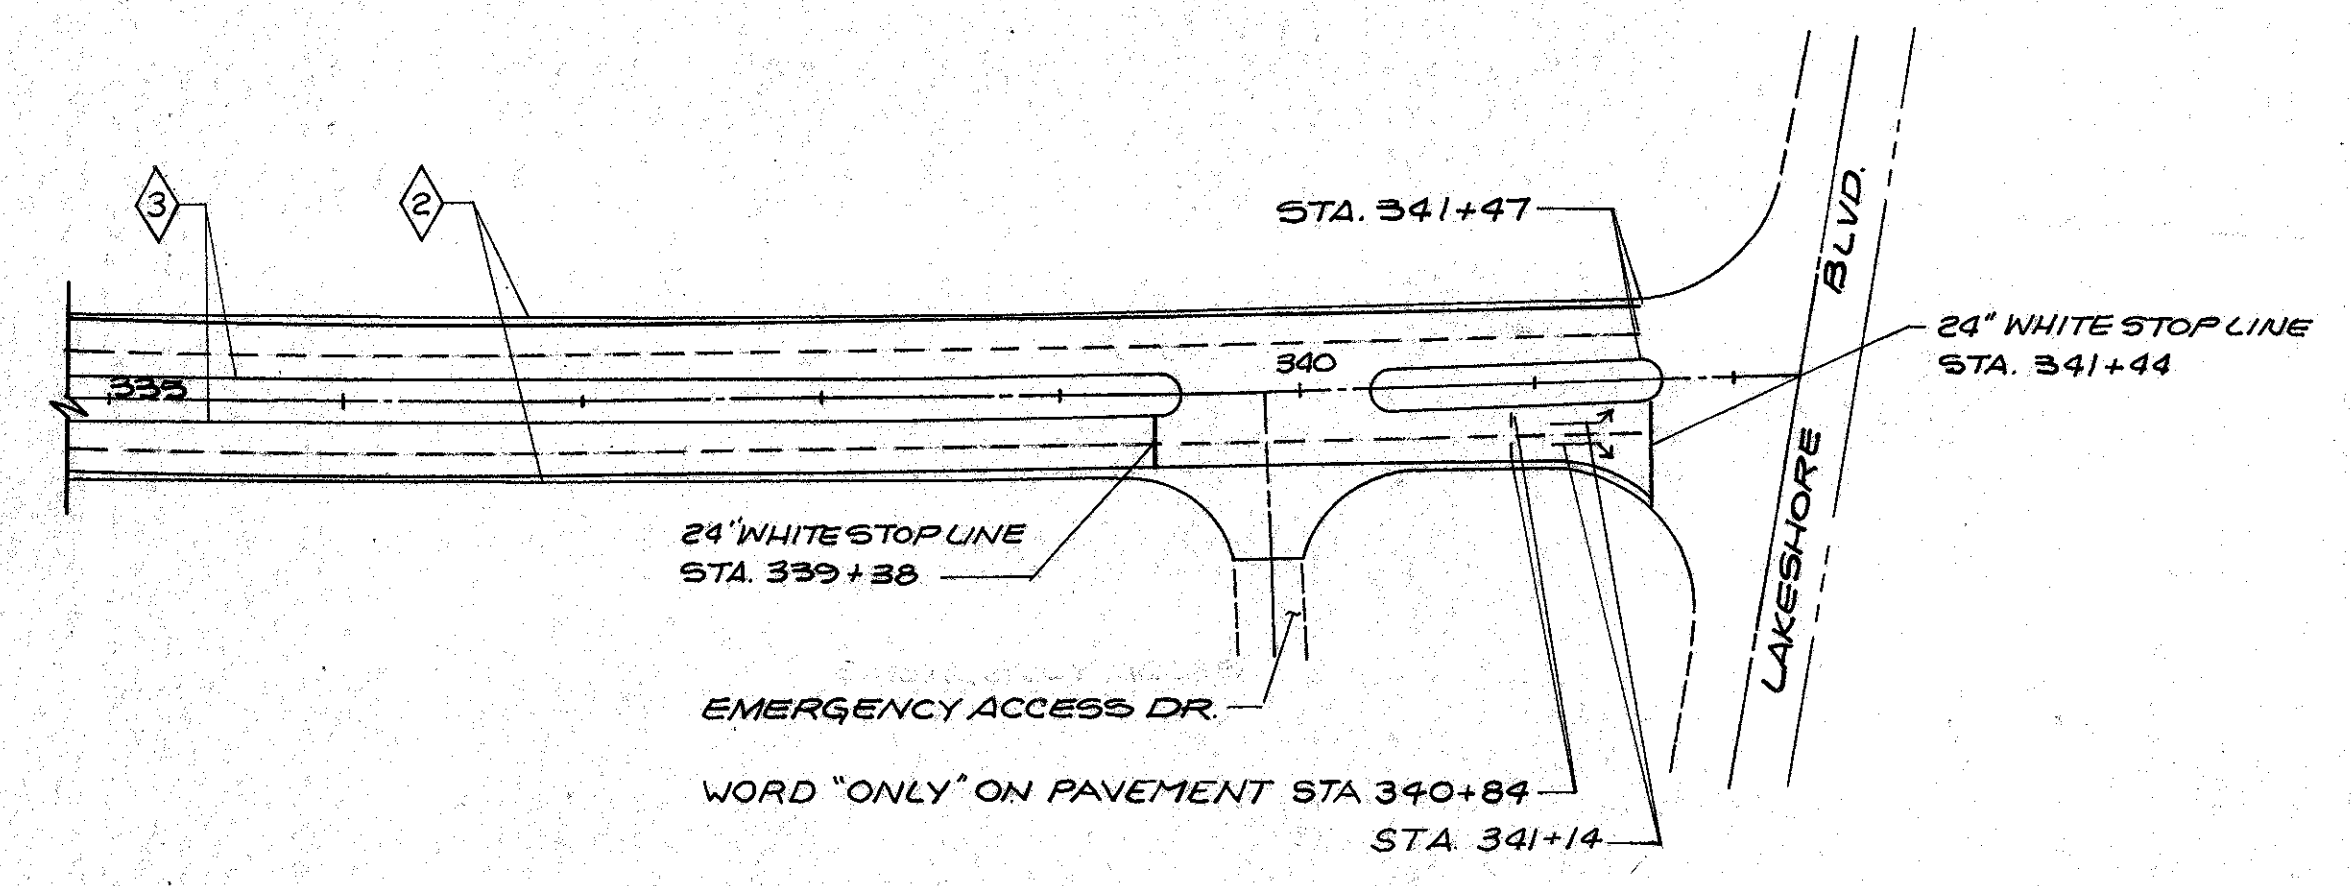 3
2
STA. 341+47
BLVD.
24" WHITE STOP LINE
STA. 341+44
340
LAKESHORE
24" WHITE STOP LINE
STA. 339+38
EMERGENCY ACCESS DR.
WORD "ONLY" ON PAVEMENT STA 340+84
STA. 341+14